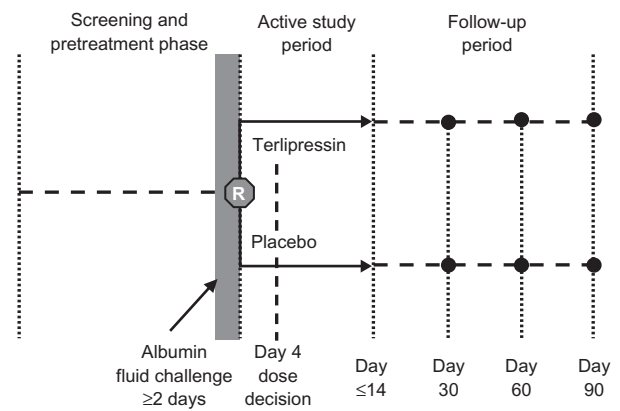 Screening and
pretreatment phase
Active study
period
Follow-up
period
Terlipressin
R
Placebo
Albumin
fluid challenge
≥2 days
Day 4
dose
decision
Day
≤14
Day
30
Day
60
Day
90